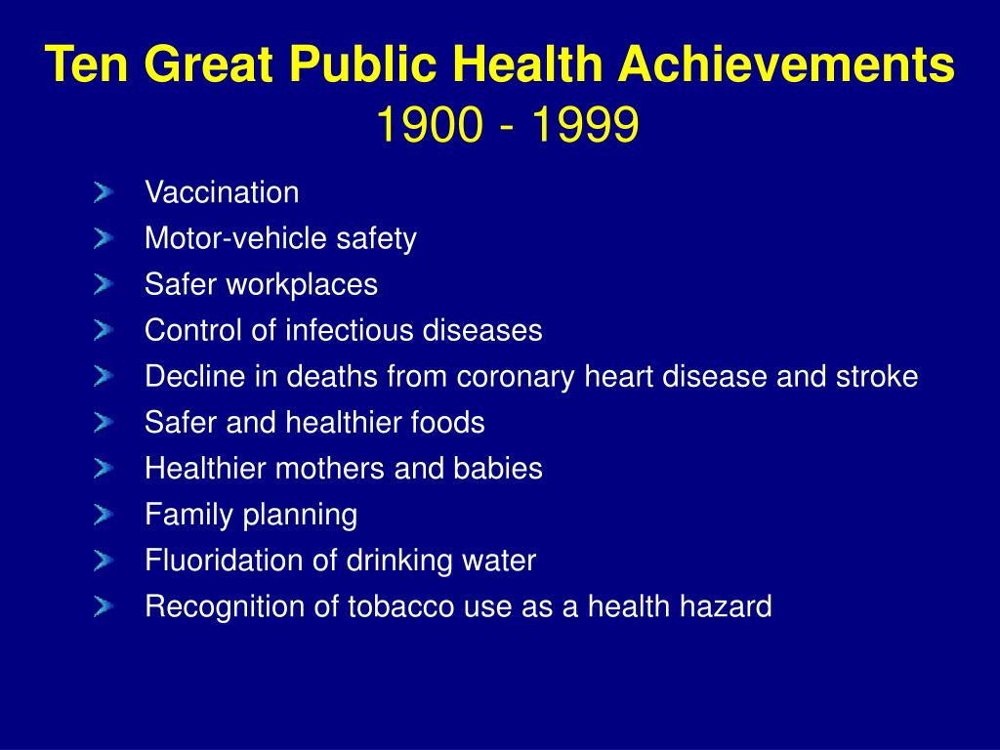 Ten Great Public Health Achievements
1900 - 1999
Vaccination
Motor-vehicle safety
Safer workplaces
Control of infectious diseases
Decline in deaths from coronary heart disease and stroke
Safer and healthier foods
Healthier mothers and babies
Family planning
Fluoridation of drinking water
Recognition of tobacco use as a health hazard